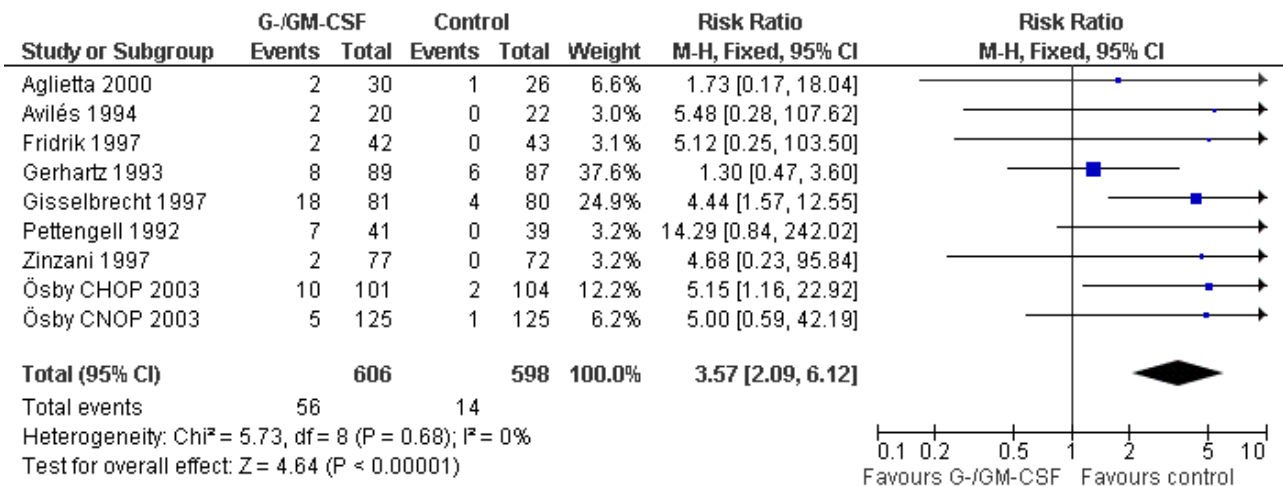 G-/GM-CSF Control Risk Ratio Risk Ratio
Study or Subgroup Events Total Events Total Weight M-H, Fixed, 95% CI M-H, Fixed, 95% CI
Aglietta 2000 2 30 1 26 6.6% 1.73 [0.17, 18.04]
Avilés 1994 2 20 0 22 3.0% 5.48 [0.28, 107.62]
Fridrik 1997 2 42 0 43 3.1% 5.12 [0.25, 103.50]
Gerhartz 1993 8 89 6 87 37.6% 1.30 [0.47, 3.60]
Gisselbrecht 1997 18 81 4 80 24.9% 4.44 [1.57, 12.55]
Pettengell 1992 7 41 0 39 3.2% 14.29 [0.84, 242.02]
Zinzani 1997 2 77 0 72 3.2% 4.68 [0.23, 95.84]
Ösby CHOP 2003 10 101 2 104 12.2% 5.15 [1.16, 22.92]
Ösby CNOP 2003 5 125 1 125 6.2% 5.00 [0.59, 42.19]
Total (95% CI) 606 598 100.0% 3.57 [2.09, 6.12]
Total events 56 14
Heterogeneity: Chi² = 5.73, df = 8 (P = 0.68); I² = 0%
Test for overall effect: Z = 4.64 (P < 0.00001)
0.1 0.2 0.5 1 2 5 10
Favours G-/GM-CSF Favours control